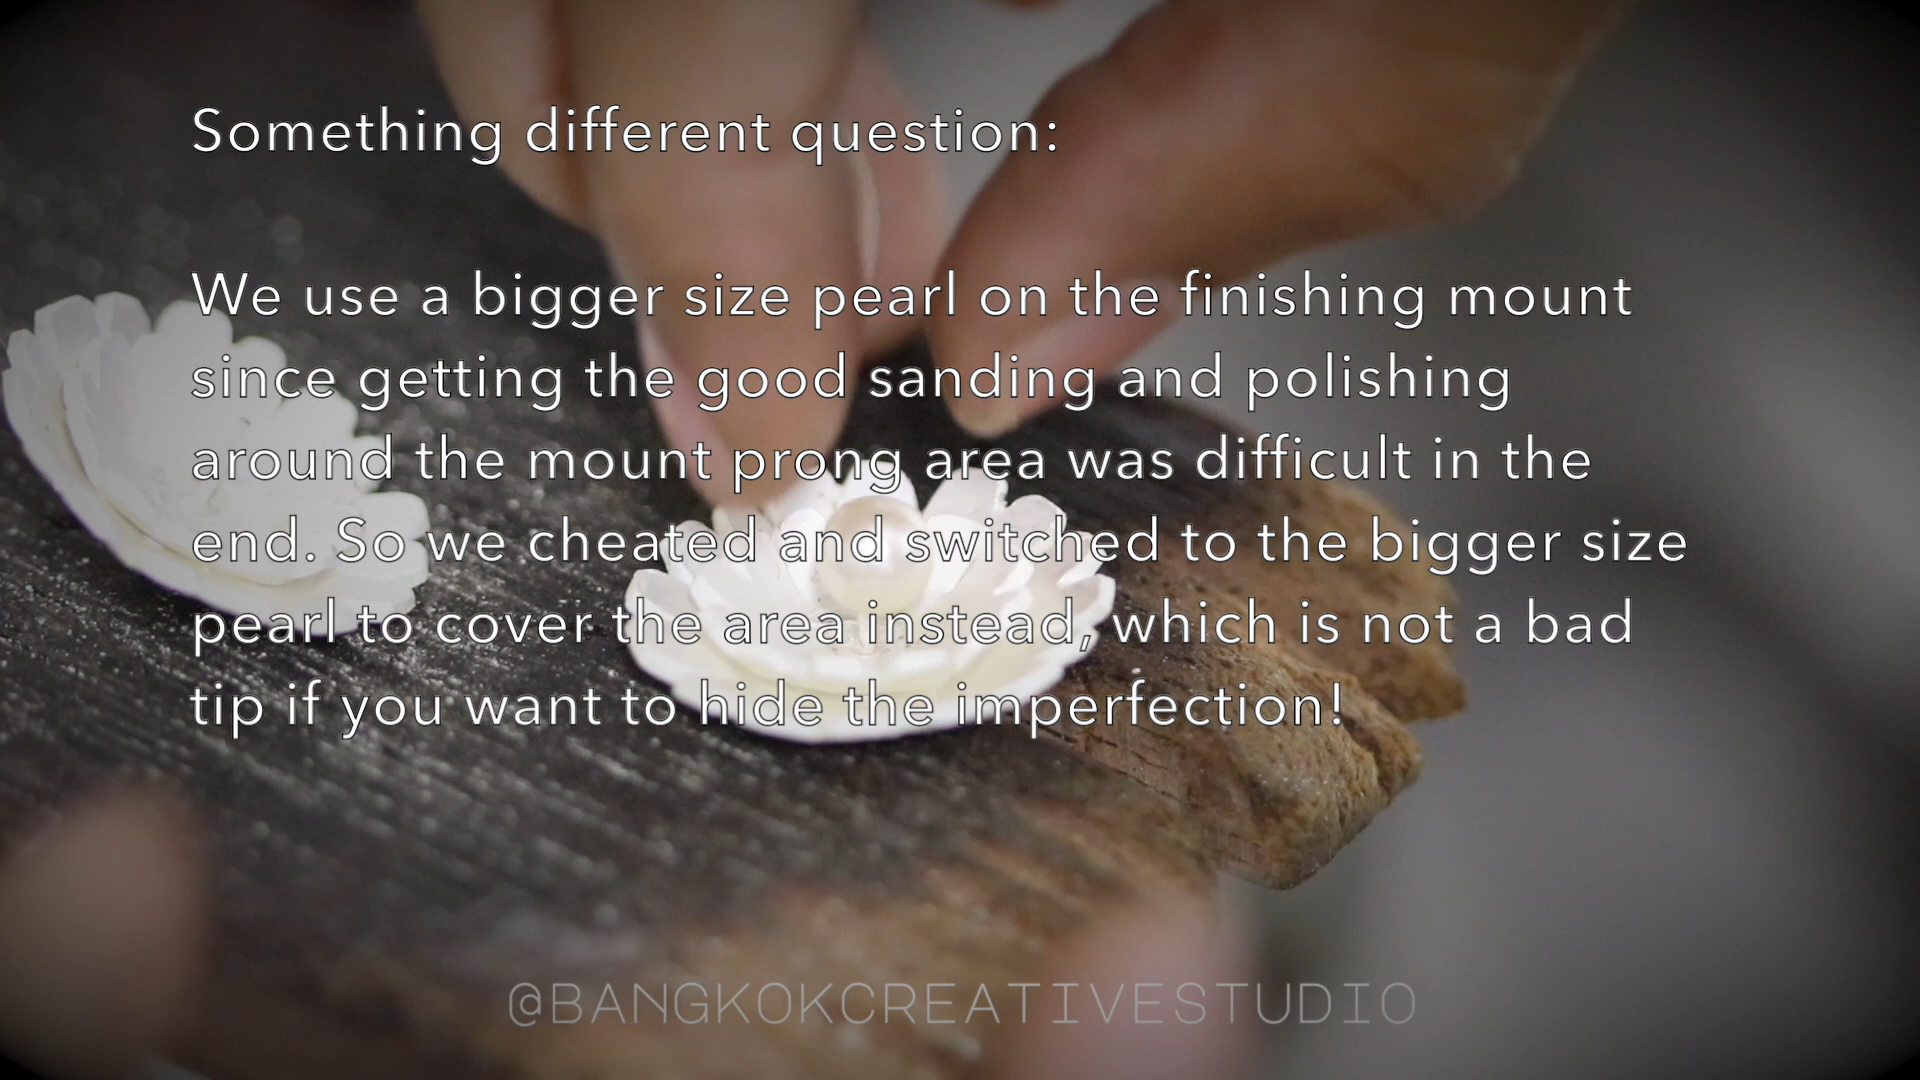 Something different question:
We use a bigger size pearl on the finishing mount
since getting the good sanding and polishing
around the mount prong area was difficult in the
end. So we cheated and switched to the bigger size
pearl to cover the area instead, which is not a bad
tip if you want to hide the imperfection!
@BANGKOKCREATIVESTUDIO